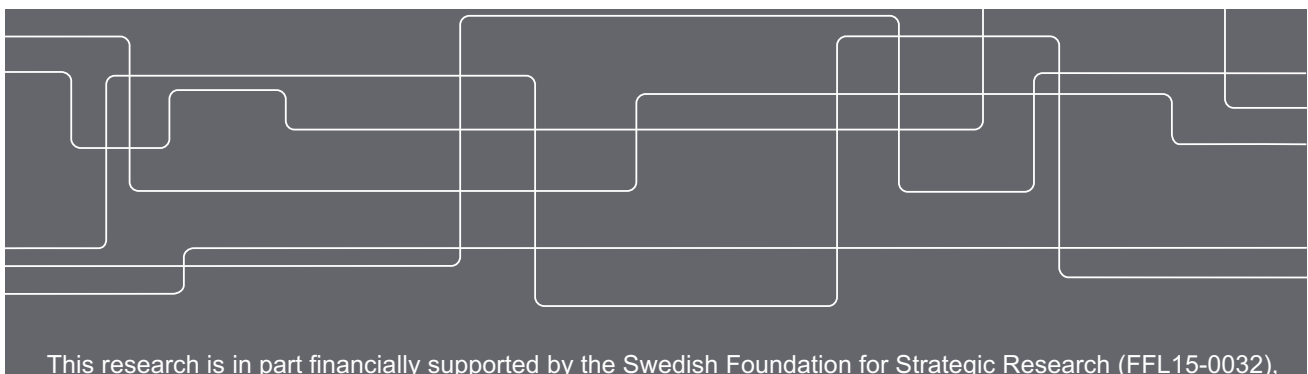 This research is in part financially supported by the Swedish Foundation for Strategic Research (FFL15-0032),